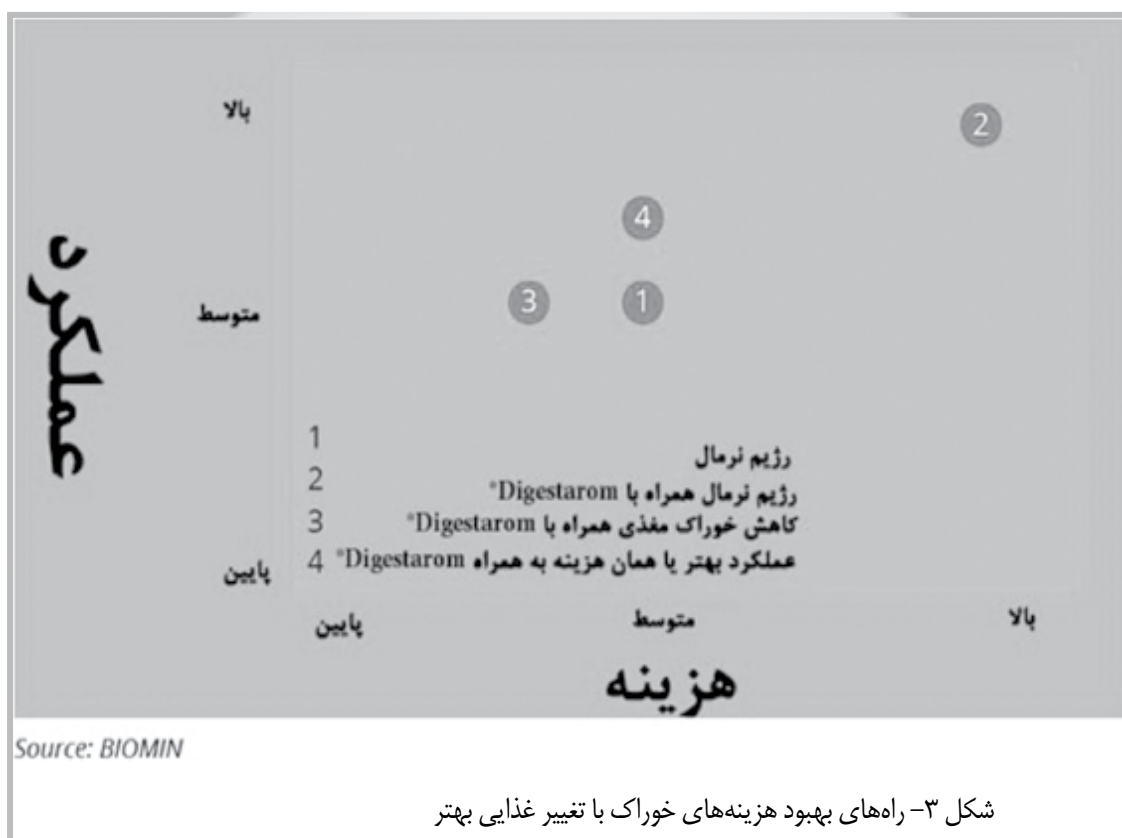 عملکرد
بالا
متوسط
پایین
2
4
3
1
1 رژیم نرمال
2 رژیم نرمال همراه با Digestarom®
3 کاهش خوراک مغذی همراه با Digestarom®
4 عملکرد بهتر یا همان هزینه به همراه Digestarom®
پایین متوسط بالا
هزینه
Source: BIOMIN
شکل ۳- راه‌های بهبود هزینه‌های خوراک با تغییر غذایی بهتر